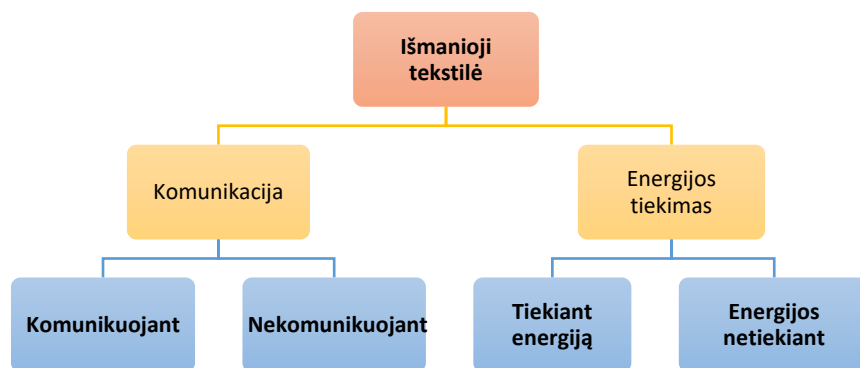 Išmanioji
tekstilė
Komunikacija
Energijos
tiekimas
Komunikuojant
Nekomunikuojant
Tiekiant
energiją
Energijos
netiekiant